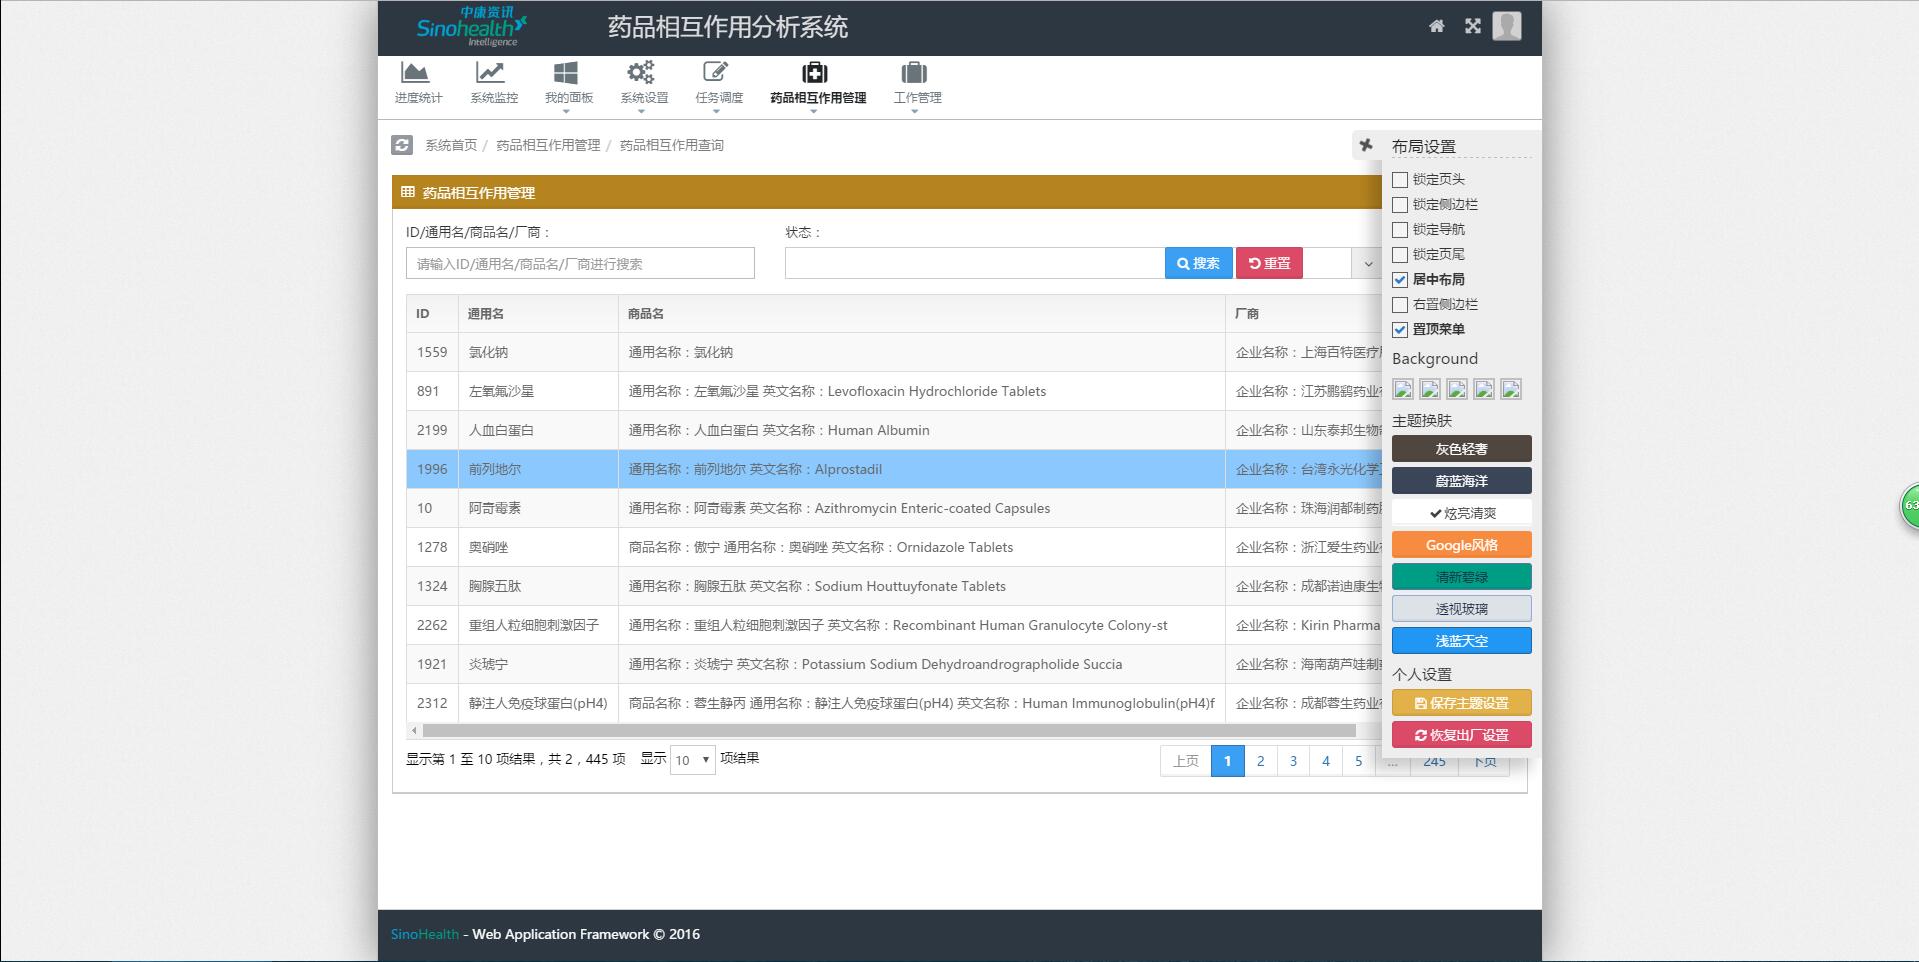 中康资讯
Sinohealth
Intelligence
药品相互作用分析系统
进度统计
系统监控
我的面板
系统设置
任务调度
药品相互作用管理
工作管理
系统首页 / 药品相互作用管理 / 药品相互作用查询
药品相互作用管理
ID/通用名/商品名/厂商：
状态：
请输入ID/通用名/商品名/厂商进行搜索
搜索
重置
ID 通用名 商品名 厂商
1559 氯化钠 通用名称：氯化钠 企业名称：上海百特医疗
891 左氧氟沙星 通用名称：左氧氟沙星 英文名称：Levofloxacin Hydrochloride Tablets 企业名称：江苏鹏鹞药业
2199 人血白蛋白 通用名称：人血白蛋白 英文名称：Human Albumin 企业名称：山东泰邦生物
1996 前列地尔 通用名称：前列地尔 英文名称：Alprostadil 企业名称：台湾永光化学
10 阿奇霉素 通用名称：阿奇霉素 英文名称：Azithromycin Enteric-coated Capsules 企业名称：珠海润都制药
1278 奥硝唑 商品名称：傲宁 通用名称：奥硝唑 英文名称：Ornidazole Tablets 企业名称：浙江爱生药业
1324 胸腺五肽 通用名称：胸腺五肽 英文名称：Sodium Houttuyfonate Tablets 企业名称：成都诺迪康生
2262 重组人粒细胞刺激因子 通用名称：重组人粒细胞刺激因子 英文名称：Recombinant Human Granulocyte Colony-st 企业名称：Kirin Pharma
1921 炎琥宁 通用名称：炎琥宁 英文名称：Potassium Sodium Dehydroandrographolide Succia 企业名称：海南葫芦娃制
2312 静注人免疫球蛋白(pH4) 商品名称：蓉生静丙 通用名称：静注人免疫球蛋白(pH4) 英文名称：Human Immunoglobulin(pH4)f 企业名称：成都蓉生药业
显示第 1 至 10 项结果，共 2，445 项 显示 10 项结果
上页 1 2 3 4 5 ... 245 下页
布局设置
锁定页头
锁定侧边栏
锁定导航
锁定页尾
居中布局
右置侧边栏
置顶菜单
Background
主题换肤
灰色轻奢
蔚蓝海洋
炫亮清爽
Google风格
清新碧绿
透视玻璃
浅蓝天空
个人设置
保存主题设置
恢复出厂设置
63
SinoHealth - Web Application Framework © 2016